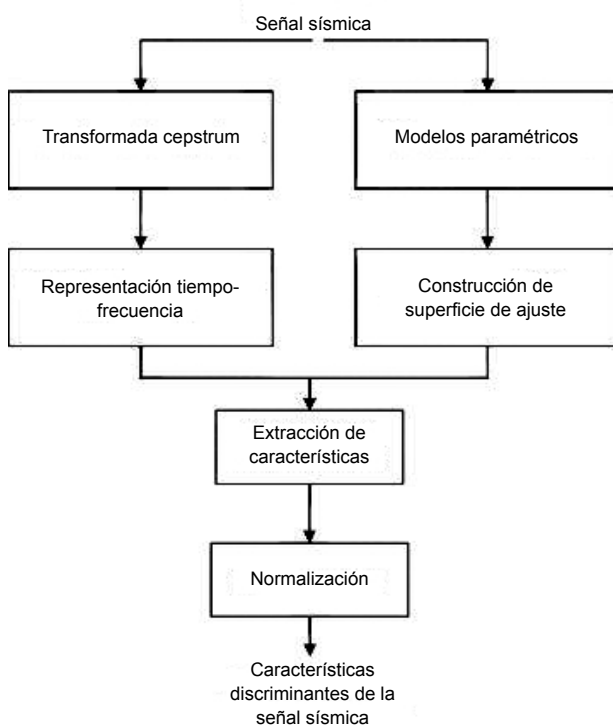 Señal sísmica
Transformada cepstrum
Modelos paramétricos
Representación tiempo-
frecuencia
Construcción de
superficie de ajuste
Extracción de
características
Normalización
Características
discriminantes de la
señal sísmica